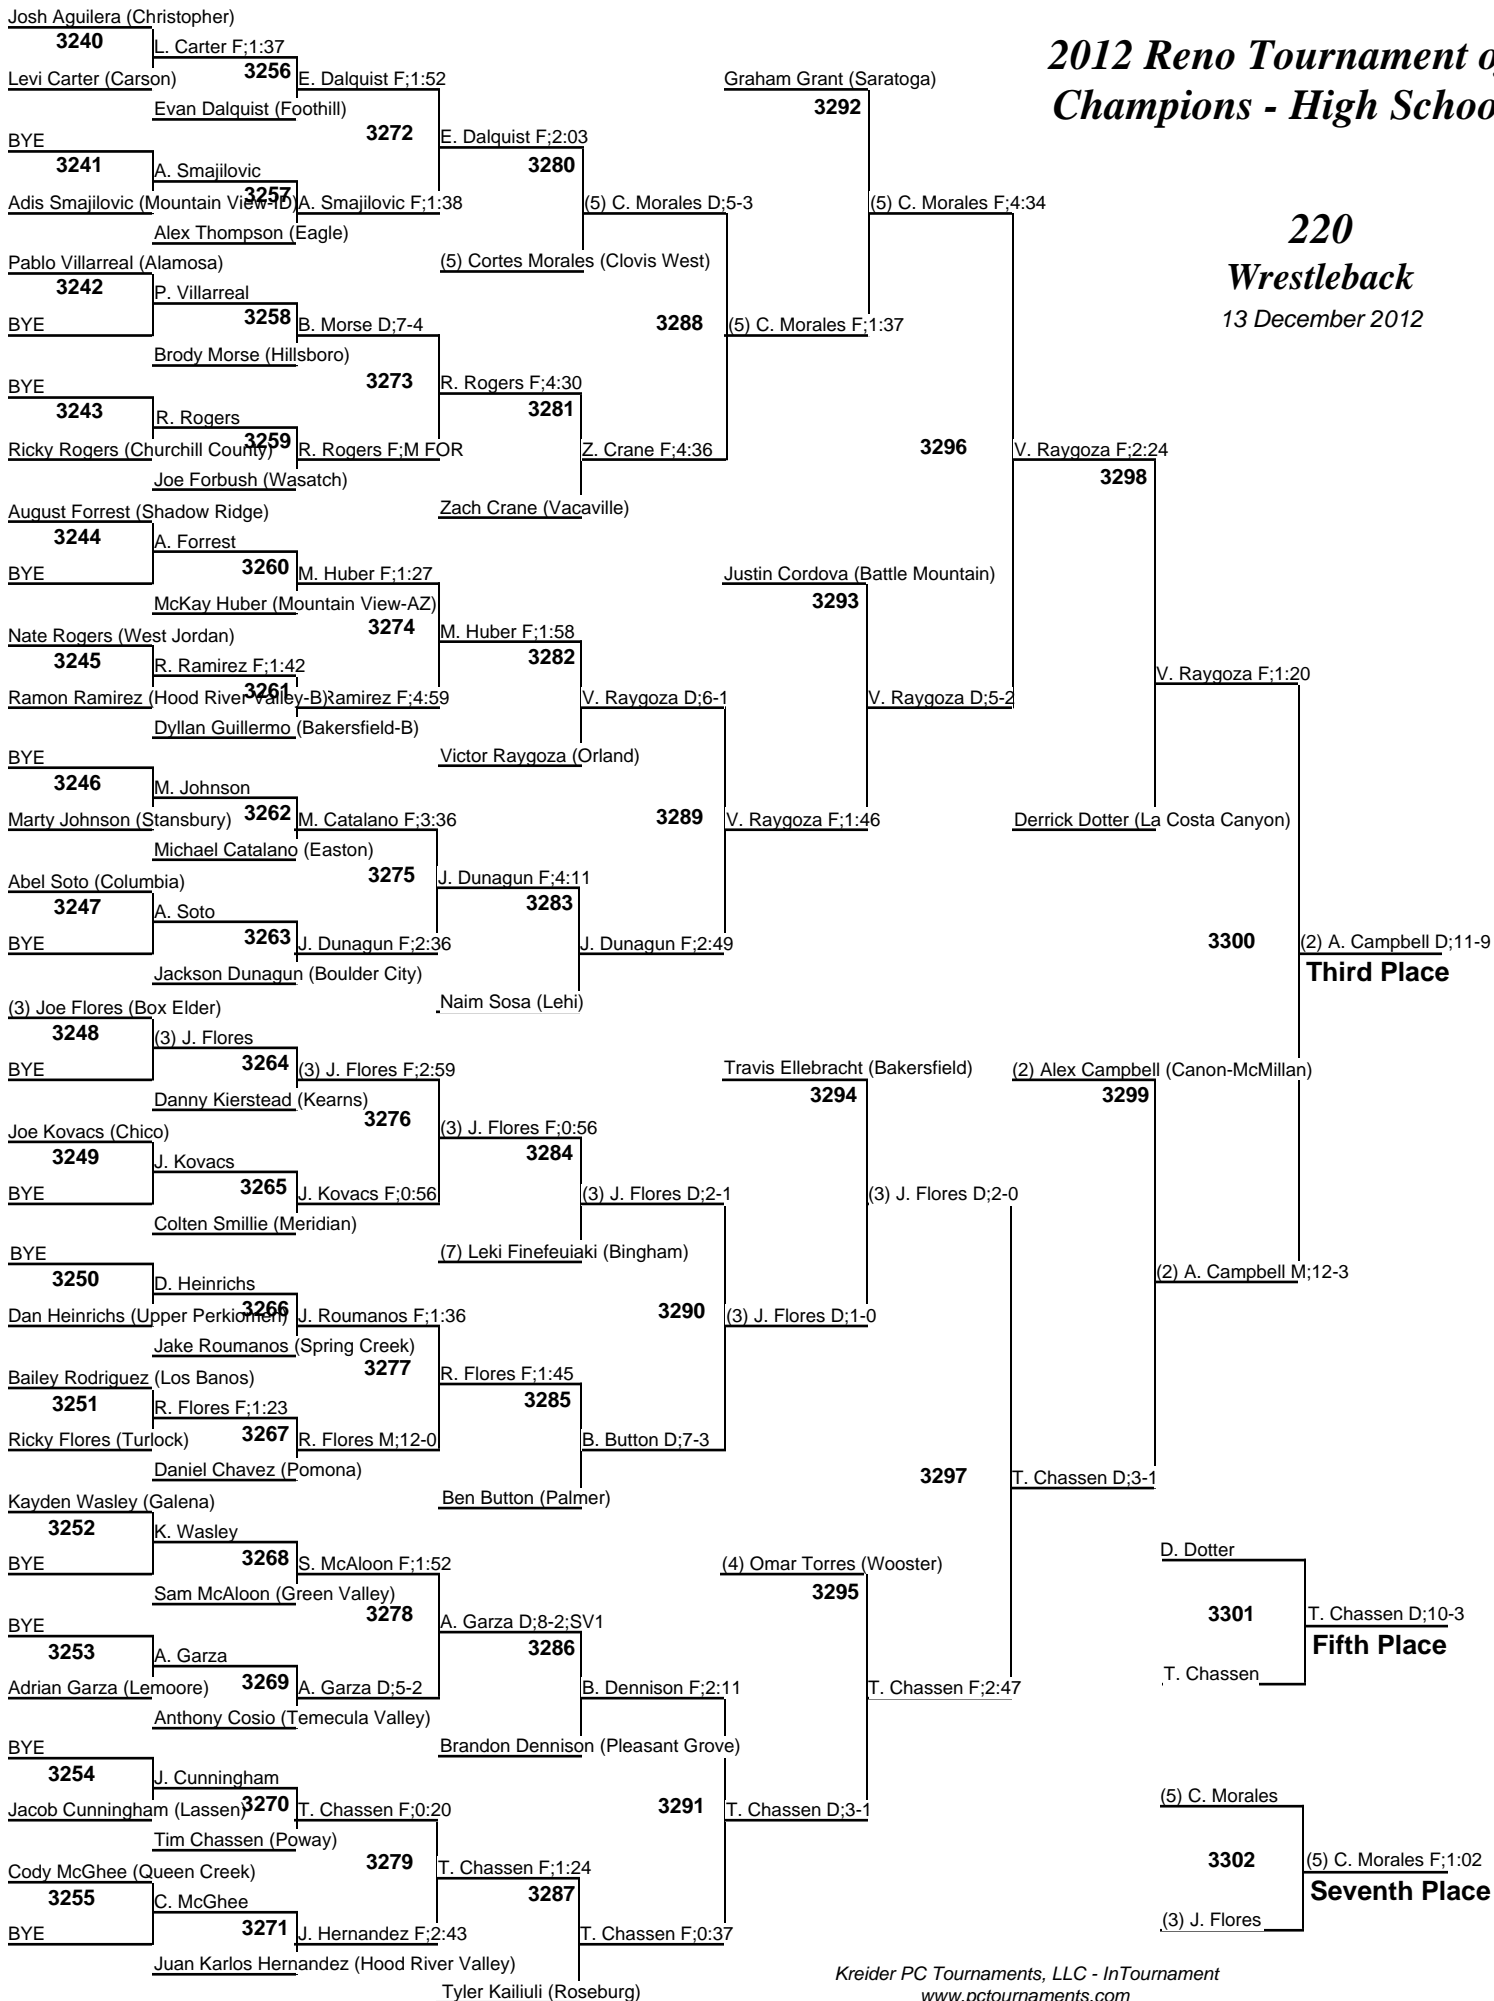 2012 Reno Tournament o
Champions - High Schoo
220
Wrestleback
13 December 2012
Josh Aguilera (Christopher)
3240
Levi Carter (Carson)
BYE
3241
Adis Smajilovic (Mountain View-ID)
Pablo Villarreal (Alamosa)
3242
BYE
BYE
3243
Ricky Rogers (Churchill County)
August Forrest (Shadow Ridge)
3244
BYE
Nate Rogers (West Jordan)
3245
Ramon Ramirez (Hood River Valley-B)
BYE
3246
Marty Johnson (Stansbury)
Abel Soto (Columbia)
3247
BYE
(3) Joe Flores (Box Elder)
3248
BYE
Joe Kovacs (Chico)
3249
BYE
BYE
3250
Dan Heinrichs (Upper Perkiomen)
Bailey Rodriguez (Los Banos)
3251
Ricky Flores (Turlock)
Kayden Wasley (Galena)
3252
BYE
BYE
3253
Adrian Garza (Lemoore)
BYE
3254
Jacob Cunningham (Lassen)
Cody McGhee (Queen Creek)
3255
BYE
L. Carter F;1:37
3256
Evan Dalquist (Foothill)
A. Smajilovic
3257
Alex Thompson (Eagle)
P. Villarreal
3258
Brody Morse (Hillsboro)
R. Rogers
3259
Joe Forbush (Wasatch)
A. Forrest
3260
McKay Huber (Mountain View-AZ)
R. Ramirez F;1:42
3261
Dyllan Guillermo (Bakersfield-B)
M. Johnson
3262
Michael Catalano (Easton)
A. Soto
3263
Jackson Dunagun (Boulder City)
(3) J. Flores
3264
Danny Kierstead (Kearns)
J. Kovacs
3265
Colten Smillie (Meridian)
D. Heinrichs
3266
Jake Roumanos (Spring Creek)
R. Flores F;1:23
3267
Daniel Chavez (Pomona)
K. Wasley
3268
Sam McAloon (Green Valley)
A. Garza
3269
Anthony Cosio (Temecula Valley)
J. Cunningham
3270
Tim Chassen (Poway)
C. McGhee
3271
Juan Karlos Hernandez (Hood River Valley)
E. Dalquist F;1:52
3272
A. Smajilovic F;1:38
B. Morse D;7-4
3273
R. Rogers F;M FOR
M. Huber F;1:27
3274
Ramirez F;4:59
M. Catalano F;3:36
3275
J. Dunagun F;2:36
(3) J. Flores F;2:59
3276
J. Kovacs F;0:56
J. Roumanos F;1:36
3277
R. Flores M;12-0
S. McAloon F;1:52
3278
A. Garza D;5-2
T. Chassen F;0:20
3279
J. Hernandez F;2:43
E. Dalquist F;2:03
3280
(5) Cortes Morales (Clovis West)
R. Rogers F;4:30
3281
Zach Crane (Vacaville)
M. Huber F;1:58
3282
Victor Raygoza (Orland)
J. Dunagun F;4:11
3283
Naim Sosa (Lehi)
(3) J. Flores F;0:56
3284
(7) Leki Finefeuiaki (Bingham)
R. Flores F;1:45
3285
Ben Button (Palmer)
A. Garza D;8-2;SV1
3286
Brandon Dennison (Pleasant Grove)
T. Chassen F;1:24
3287
Tyler Kailiuli (Roseburg)
(5) C. Morales D;5-3
3288
Z. Crane F;4:36
V. Raygoza D;6-1
3289
J. Dunagun F;2:49
(3) J. Flores D;2-1
3290
B. Button D;7-3
B. Dennison F;2:11
3291
T. Chassen F;0:37
Graham Grant (Saratoga)
3292
(5) C. Morales F;1:37
Justin Cordova (Battle Mountain)
3293
V. Raygoza F;1:46
Travis Ellebracht (Bakersfield)
3294
(3) J. Flores D;1-0
(4) Omar Torres (Wooster)
3295
T. Chassen D;3-1
(5) C. Morales F;4:34
3296
V. Raygoza D;5-2
(3) J. Flores D;2-0
3297
T. Chassen F;2:47
V. Raygoza F;2:24
3298
Derrick Dotter (La Costa Canyon)
(2) Alex Campbell (Canon-McMillan)
3299
T. Chassen D;3-1
V. Raygoza F;1:20
3300
(2) A. Campbell M;12-3
(2) A. Campbell D;11-9
Third Place
D. Dotter
3301
T. Chassen
T. Chassen D;10-3
Fifth Place
(5) C. Morales
3302
(3) J. Flores
(5) C. Morales F;1:02
Seventh Place
Kreider PC Tournaments, LLC - InTournament
www.pctournaments.com